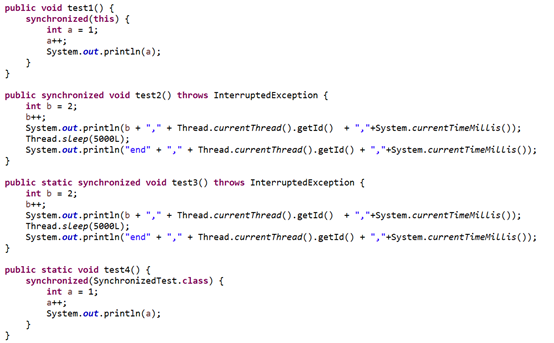 public void test1() {
synchronized(this) {
int a = 1;
a++;
System.out.println(a);
}
}
public synchronized void test2() throws InterruptedException {
int b = 2;
b++;
System.out.println(b + "," + Thread.currentThread().getId()  + ","+System.currentTimeMillis());
Thread.sleep(5000L);
System.out.println("end" + "," + Thread.currentThread().getId() + ","+System.currentTimeMillis());
}
public static synchronized void test3() throws InterruptedException {
int b = 2;
b++;
System.out.println(b + "," + Thread.currentThread().getId()  + ","+System.currentTimeMillis());
Thread.sleep(5000L);
System.out.println("end" + "," + Thread.currentThread().getId() + ","+System.currentTimeMillis());
}
public static void test4() {
synchronized(SynchronizedTest.class) {
int a = 1;
a++;
System.out.println(a);
}
}